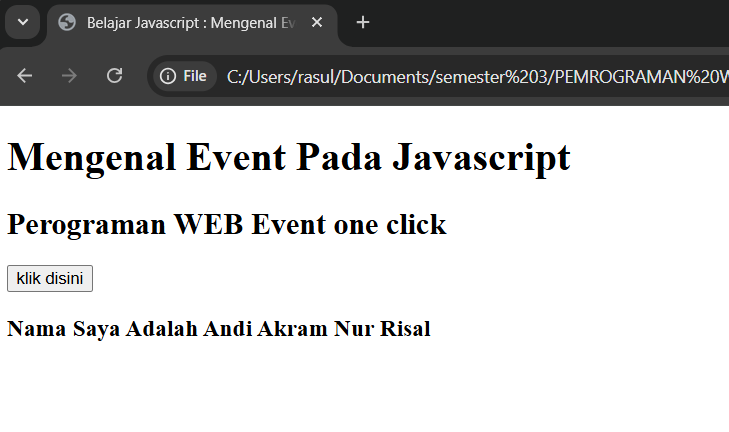 Belajar Javascript : Mengenal Ev
File
C:/Users/rasul/Documents/semester%203/PEMROGRAMAN%20W
Mengenal Event Pada Javascript
Perograman WEB Event one click
klik disini
Nama Saya Adalah Andi Akram Nur Risal